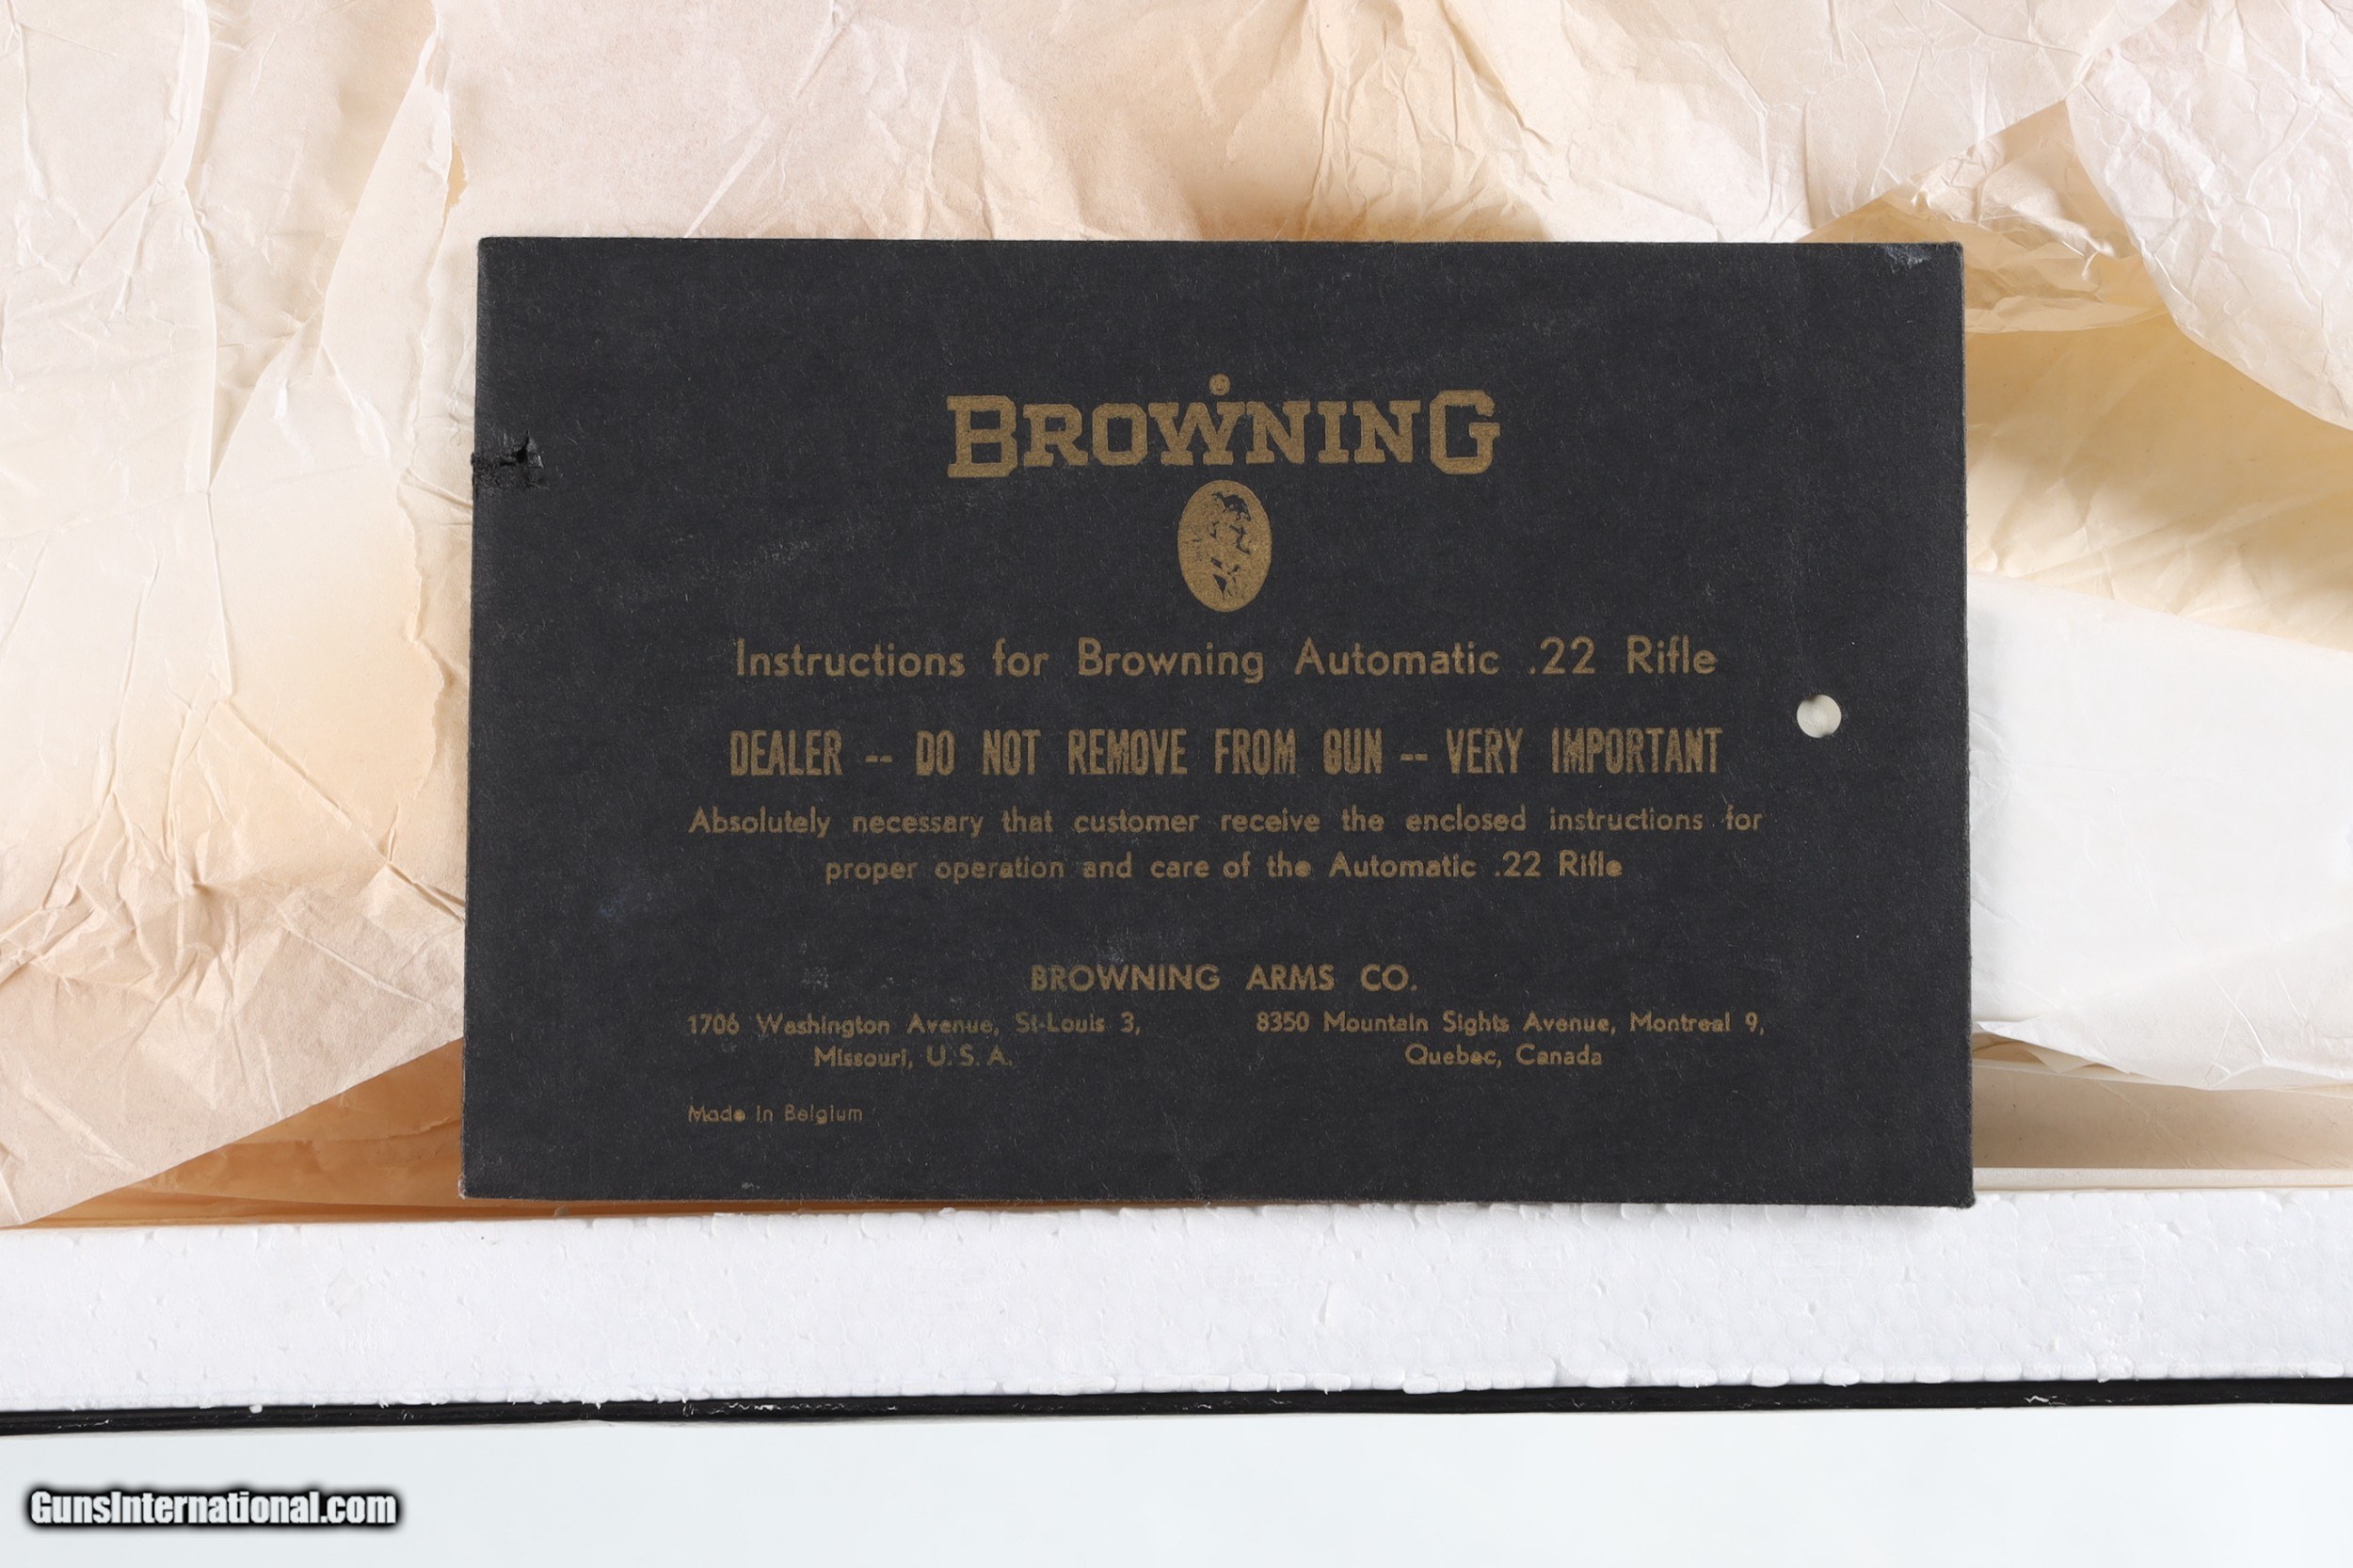 BROWNING
Instructions for Browning Automatic .22 Rifle
DEALER -- DO NOT REMOVE FROM GUN -- VERY IMPORTANT
Absolutely necessary that customer receive the enclosed instructions for
proper operation and care of the Automatic .22 Rifle
BROWNING ARMS CO.
1706 Washington Avenue, St-Louis 3,
Missouri, U. S. A.
8350 Mountain Sights Avenue, Montreal 9,
Quebec, Canada
Made in Belgium
GunsInternational.com